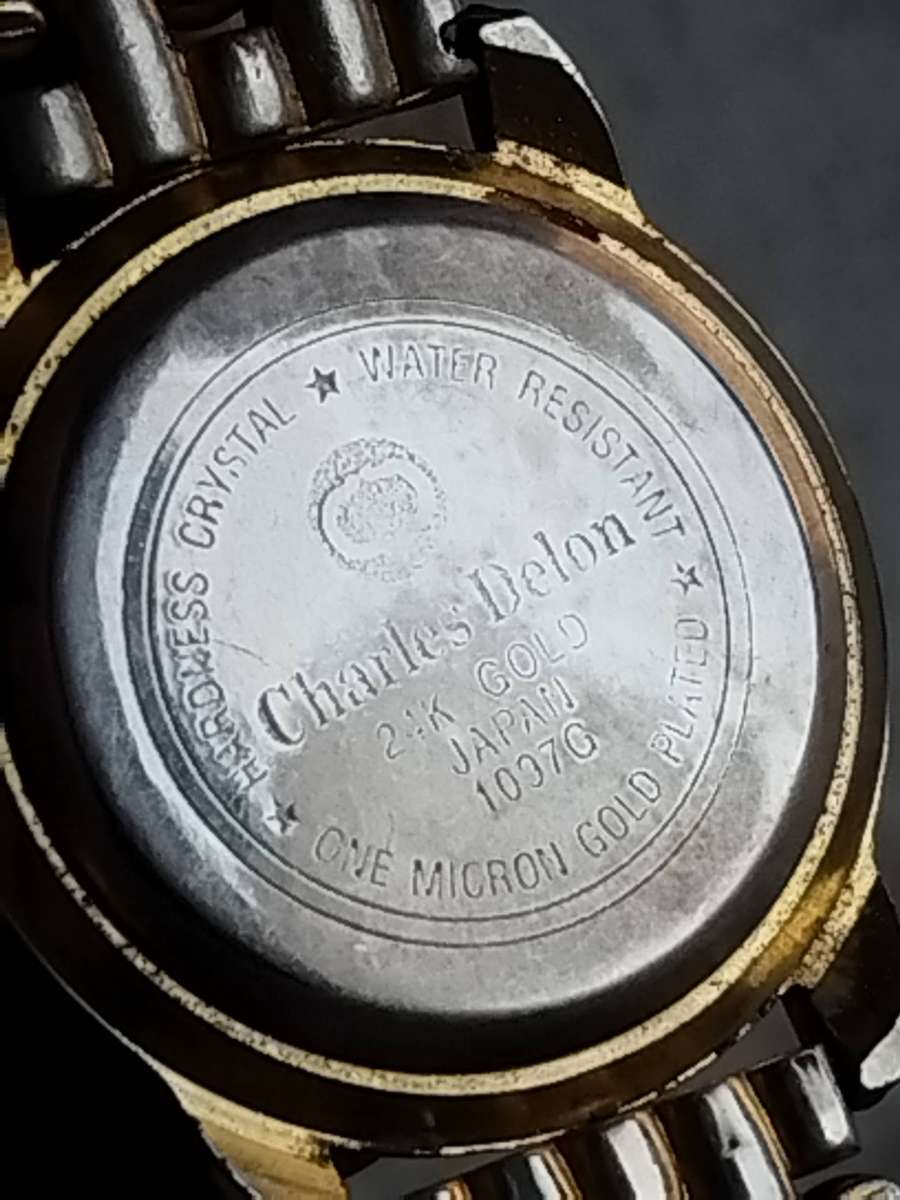 HARDNESS CRYSTAL ★ WATER RESISTANT ★
Charles Delon
24K GOLD
JAPAN
1097G
ONE MICRON GOLD PLATED ★